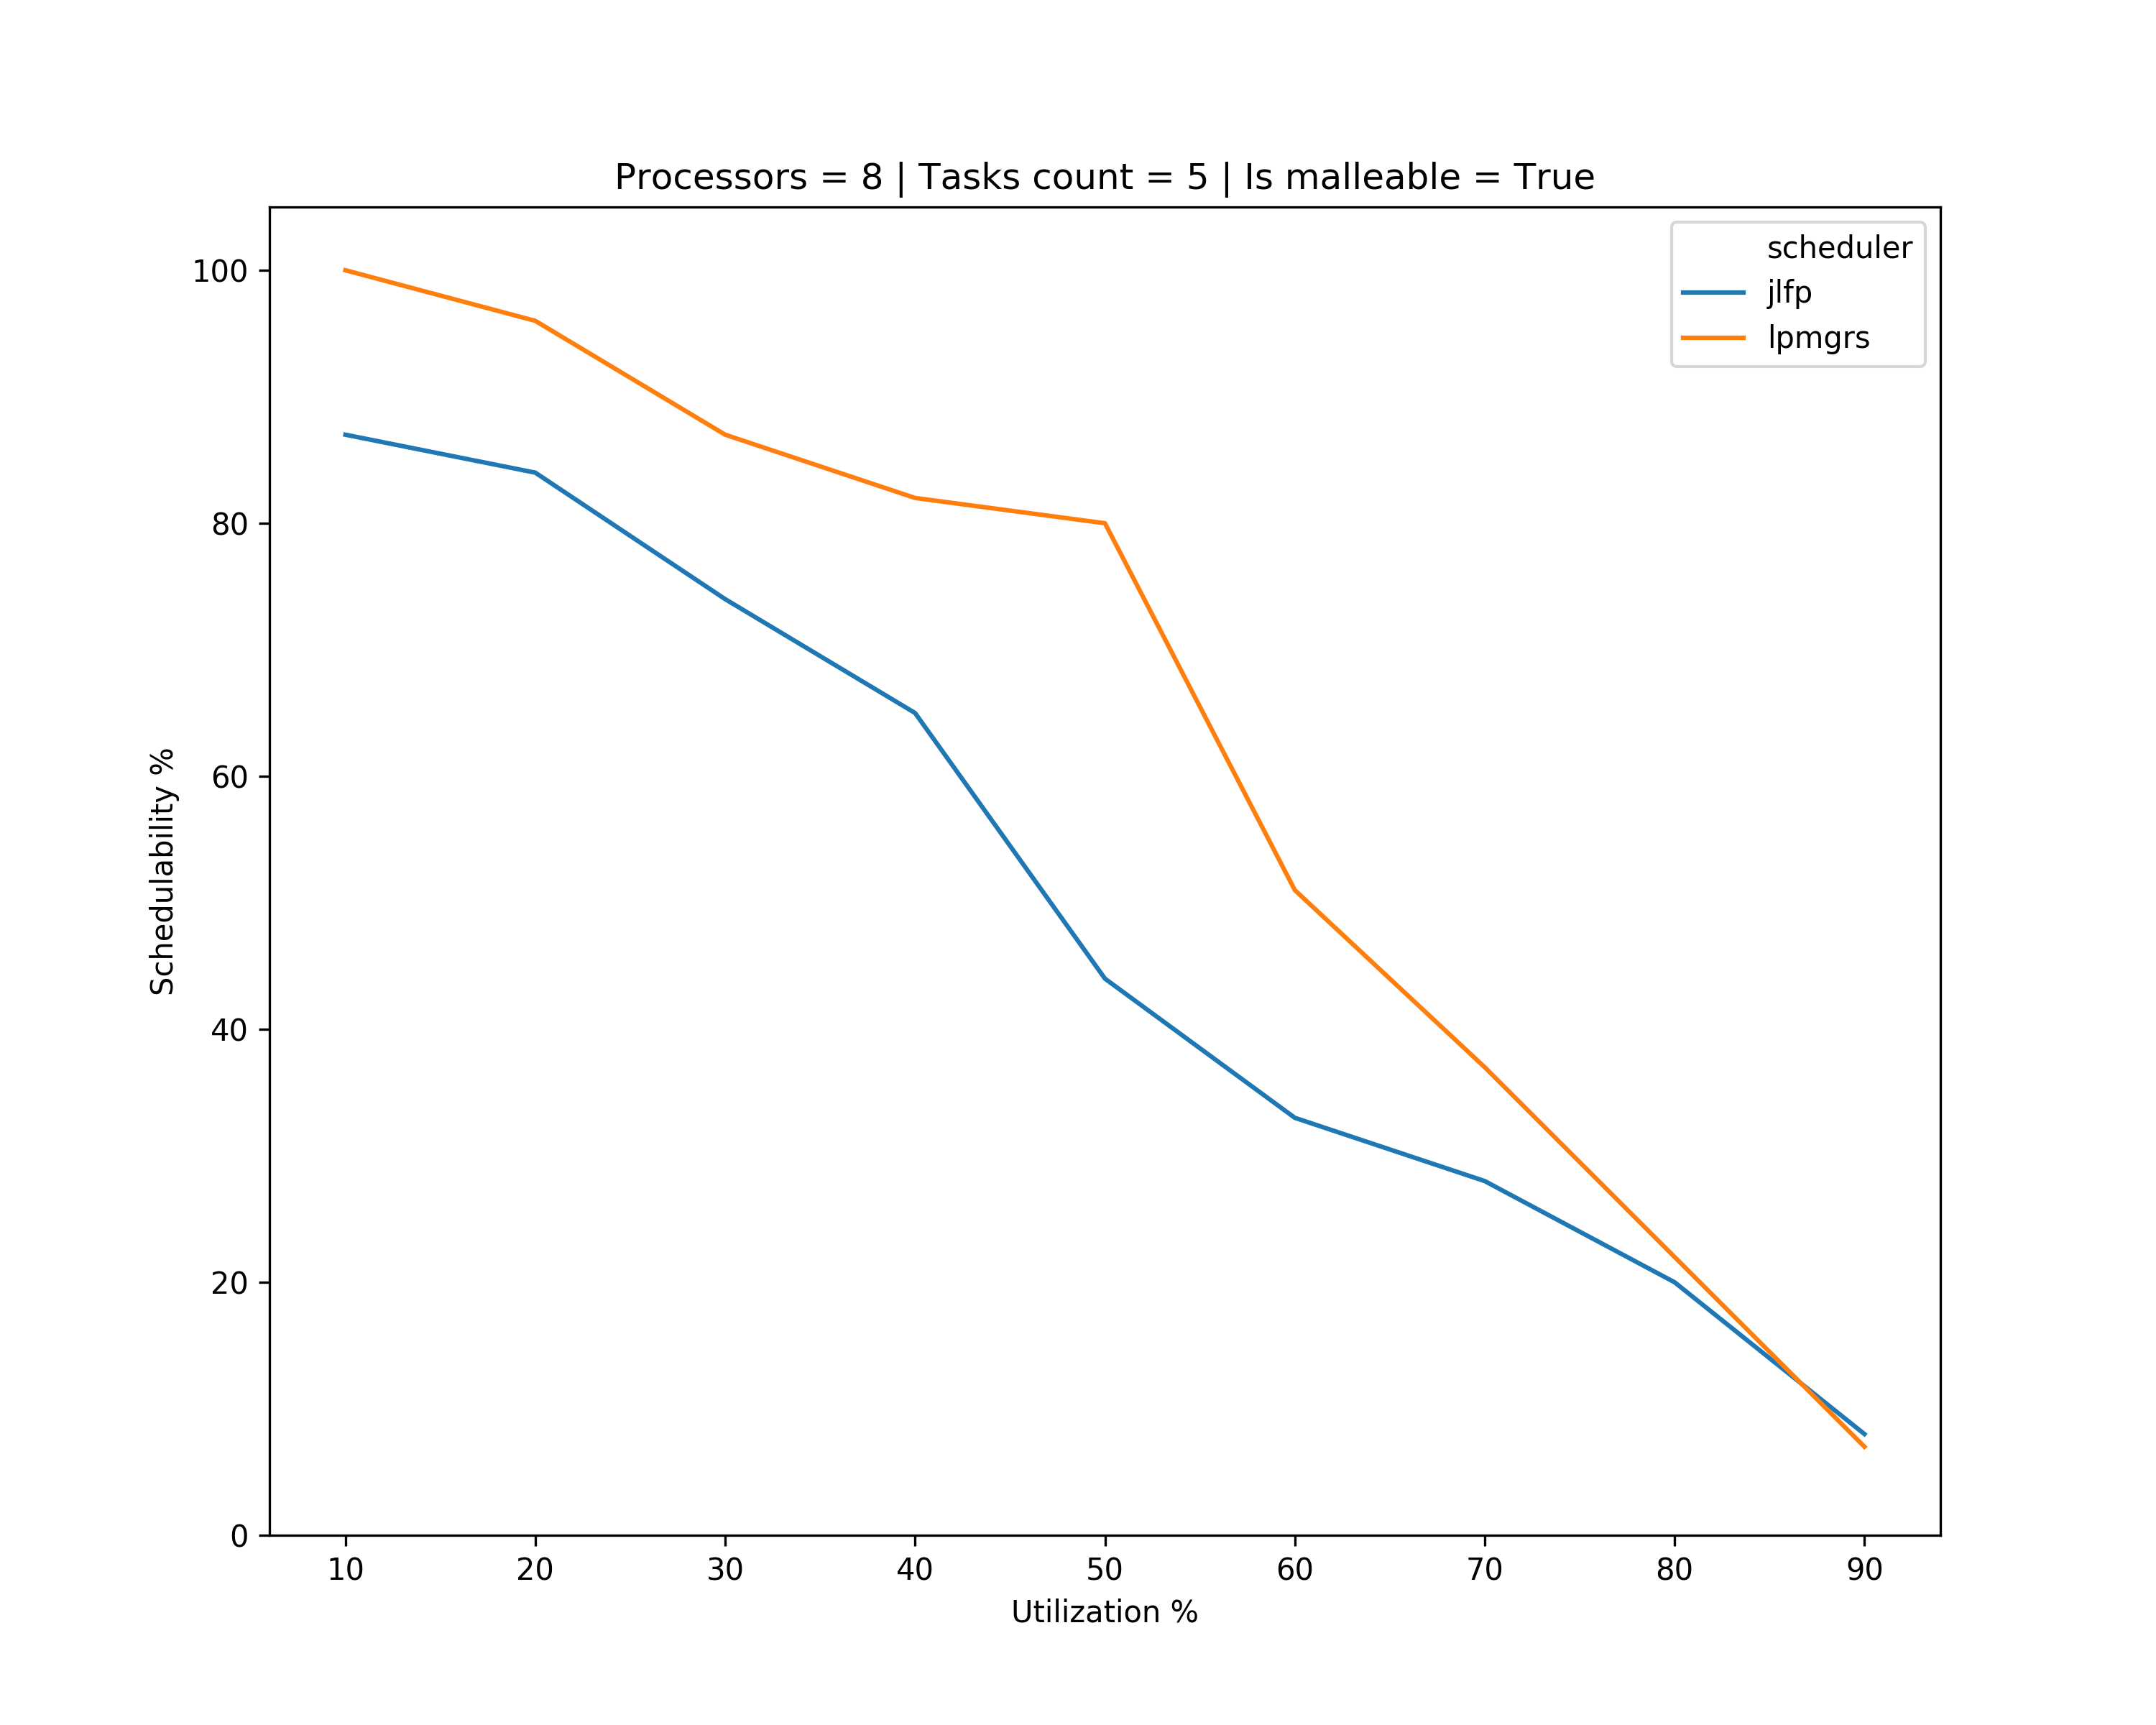 Processors = 8 | Tasks count = 5 | Is malleable = True
scheduler
jlfp
lpmgrs
Schedulability %
100
80
60
40
20
0
10 20 30 40 50 60 70 80 90
Utilization %